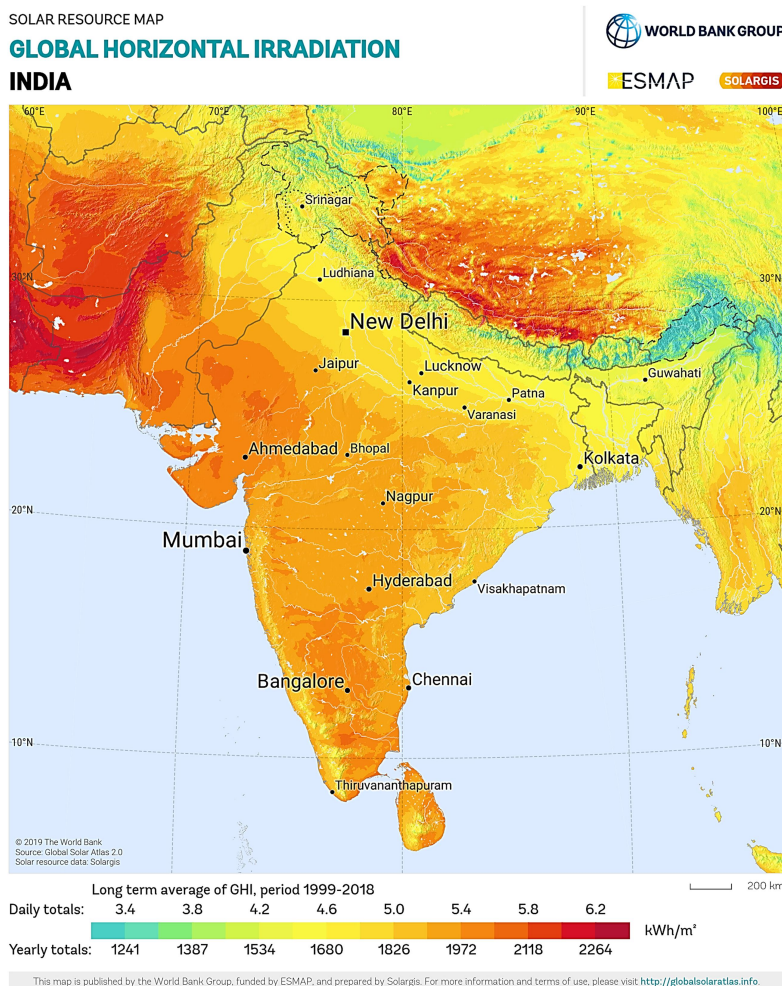 SOLAR RESOURCE MAP
GLOBAL HORIZONTAL IRRADIATION
INDIA
WORLD BANK GROUP
ESMAP
SOLARGIS
60°E 70°E 80°E 90°E 100°E
Srinagar
30°N
Ludhiana
30°N
New Delhi
Jaipur
Lucknow
Guwahati
Kanpur
Patna
Varanasi
Ahmedabad
Bhopal
Kolkata
Nagpur
20°N
20°N
Mumbai
Hyderabad
Visakhapatnam
Bangalore
Chennai
10°N
10°N
Thiruvananthapuram
© 2019 The World Bank
Source: Global Solar Atlas 2.0
Solar resource data: Solargis
200 km
Long term average of GHI, period 1999-2018
Daily totals: 3.4 3.8 4.2 4.6 5.0 5.4 5.8 6.2
kWh/m²
Yearly totals: 1241 1387 1534 1680 1826 1972 2118 2264
This map is published by the World Bank Group, funded by ESMAP, and prepared by Solargis. For more information and terms of use, please visit http://globalsolaratlas.info.